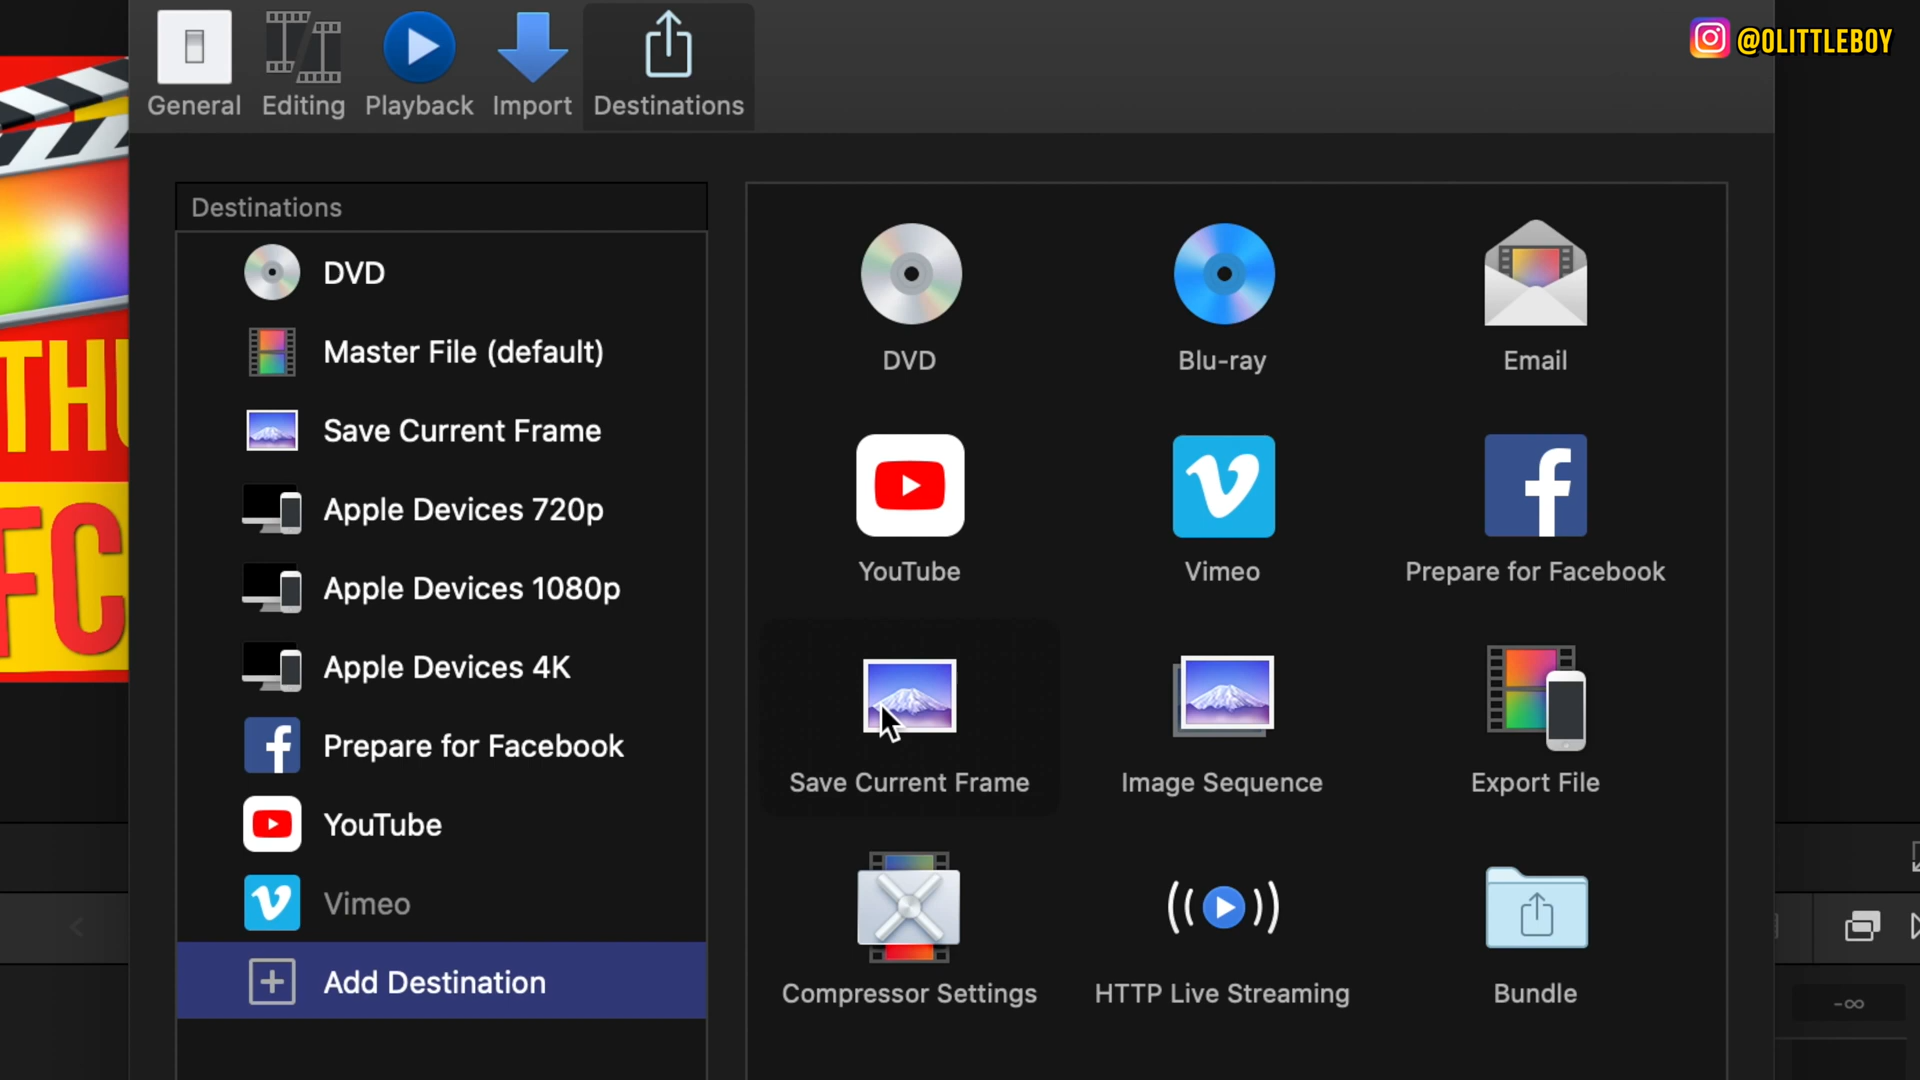 @OLITTLEBOY
General Editing Playback Import Destinations
Destinations
DVD
Master File (default)
Save Current Frame
Apple Devices 720p
Apple Devices 1080p
Apple Devices 4K
Prepare for Facebook
YouTube
Vimeo
Add Destination
DVD Blu-ray Email
YouTube Vimeo Prepare for Facebook
Save Current Frame Image Sequence Export File
Compressor Settings HTTP Live Streaming Bundle
THU
FC
-∞